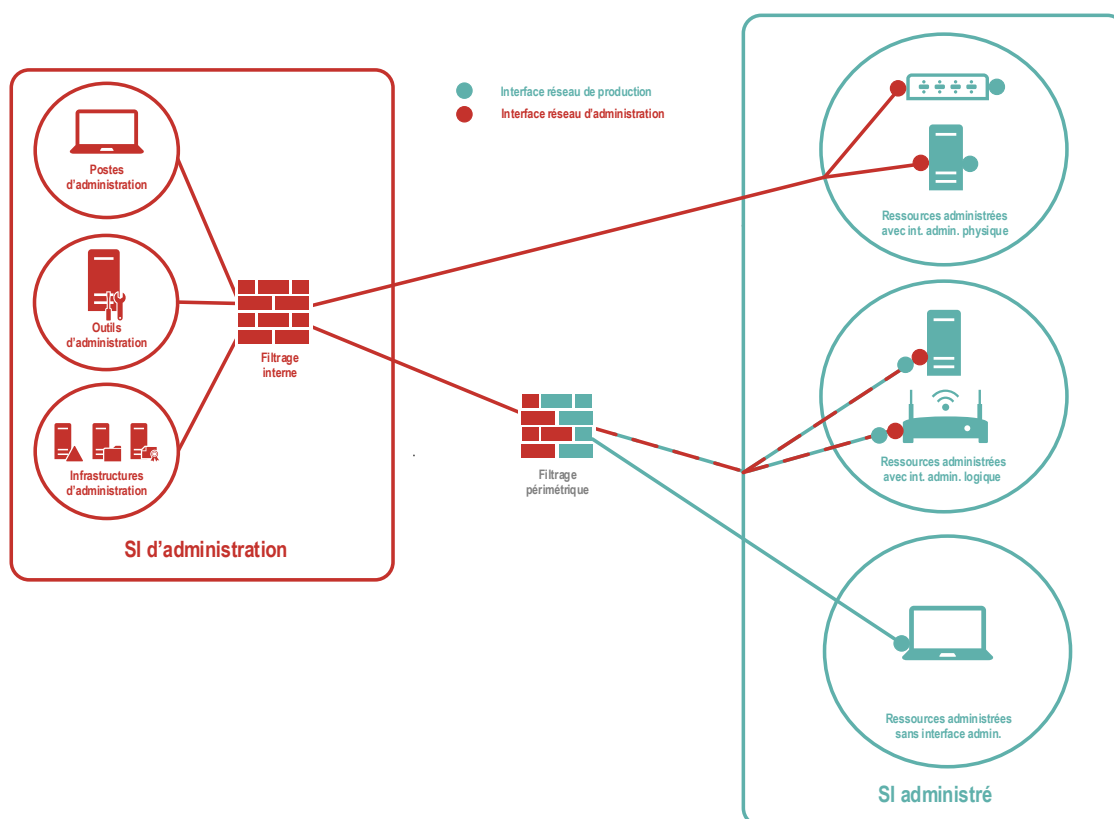 Postes
d'administration
Outils
d'administration
Infrastructures
d'administration
SI d'administration
Filtrage
interne
Interface réseau de production
Interface réseau d'administration
Filtrage
périmétrique
Ressources administrées
avec int. admin. physique
Ressources administrées
avec int. admin. logique
Ressources administrées
sans interface admin.
SI administré